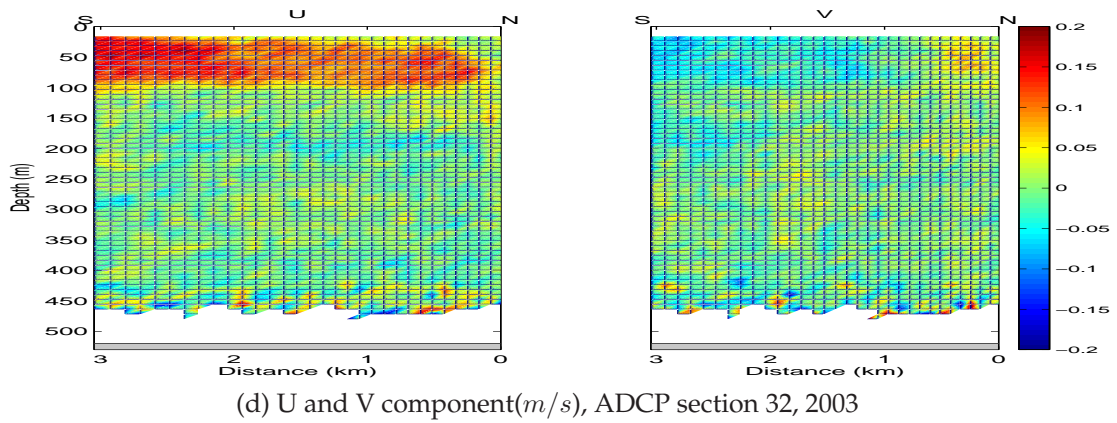 S U N
S V N
0
50
100
150
200
250
300
350
400
450
500
Depth (m)
3 2 1 0
Distance (km)
3 2 1 0
Distance (km)
0.2
0.15
0.1
0.05
0
−0.05
−0.1
−0.15
−0.2
(d) U and V component(m/s), ADCP section 32, 2003